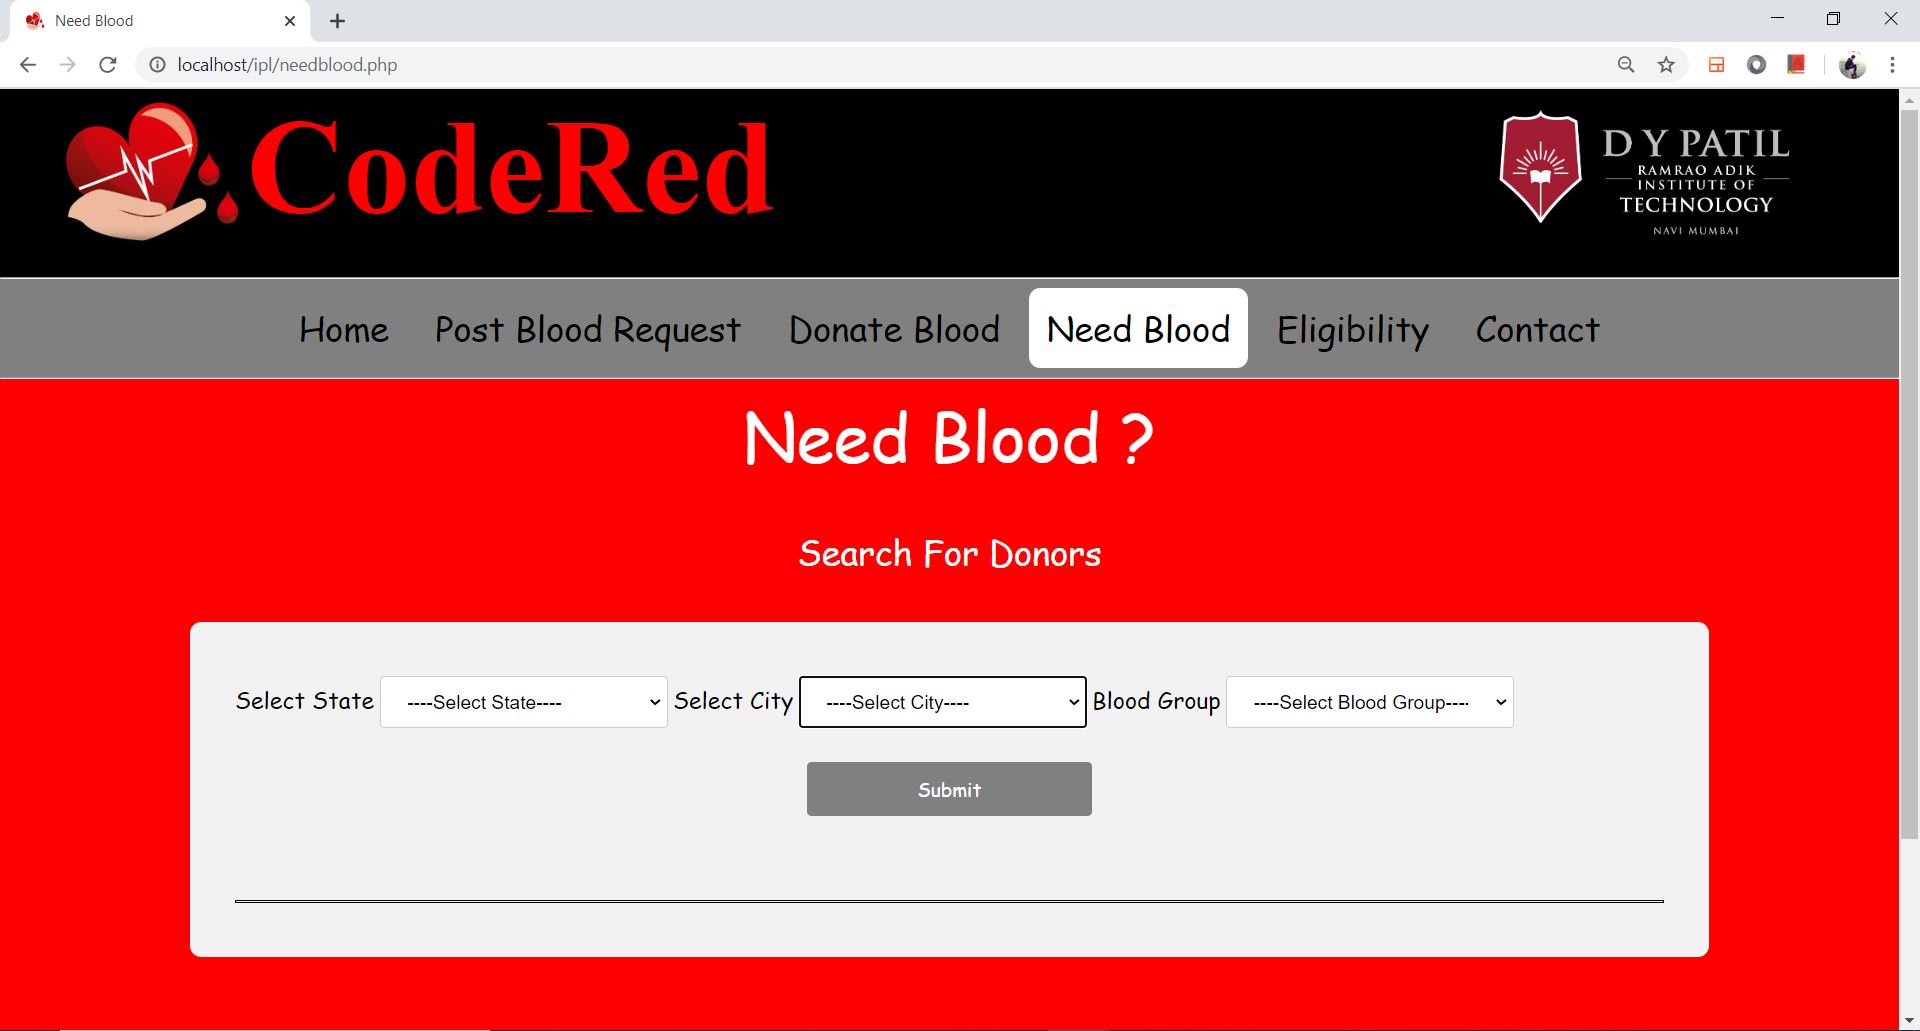 Need Blood
localhost/ipl/needblood.php
CodeRed
D Y PATIL
RAMRAO ADIK
INSTITUTE OF
TECHNOLOGY
NAVI MUMBAI
Home Post Blood Request Donate Blood Need Blood Eligibility Contact
Need Blood ?
Search For Donors
Select State ----Select State---- Select City ----Select City---- Blood Group ----Select Blood Group----
Submit